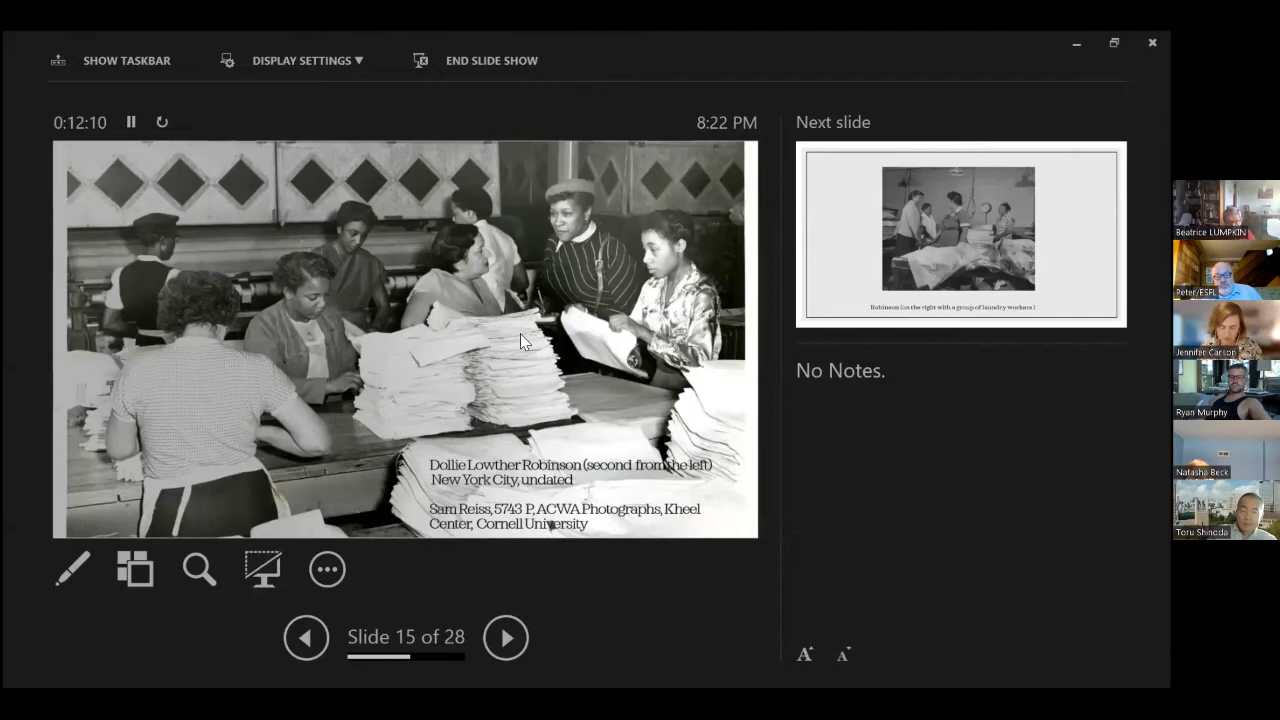 SHOW TASKBAR
DISPLAY SETTINGS ▼
END SLIDE SHOW
0:12:10
8:22 PM
Dollie Lowther Robinson (second from the left)
New York City, undated
Sam Reiss, 5743 P, ACWA Photographs, Kheel
Center, Cornell University
Slide 15 of 28
Next slide
Robinson (on the right with a group of laundry workers )
No Notes.
A
A
Beatrice LUMPKIN
Peter/ESFL
Jennifer Carson
Ryan Murphy
Natasha Beck
Toru Shinoda